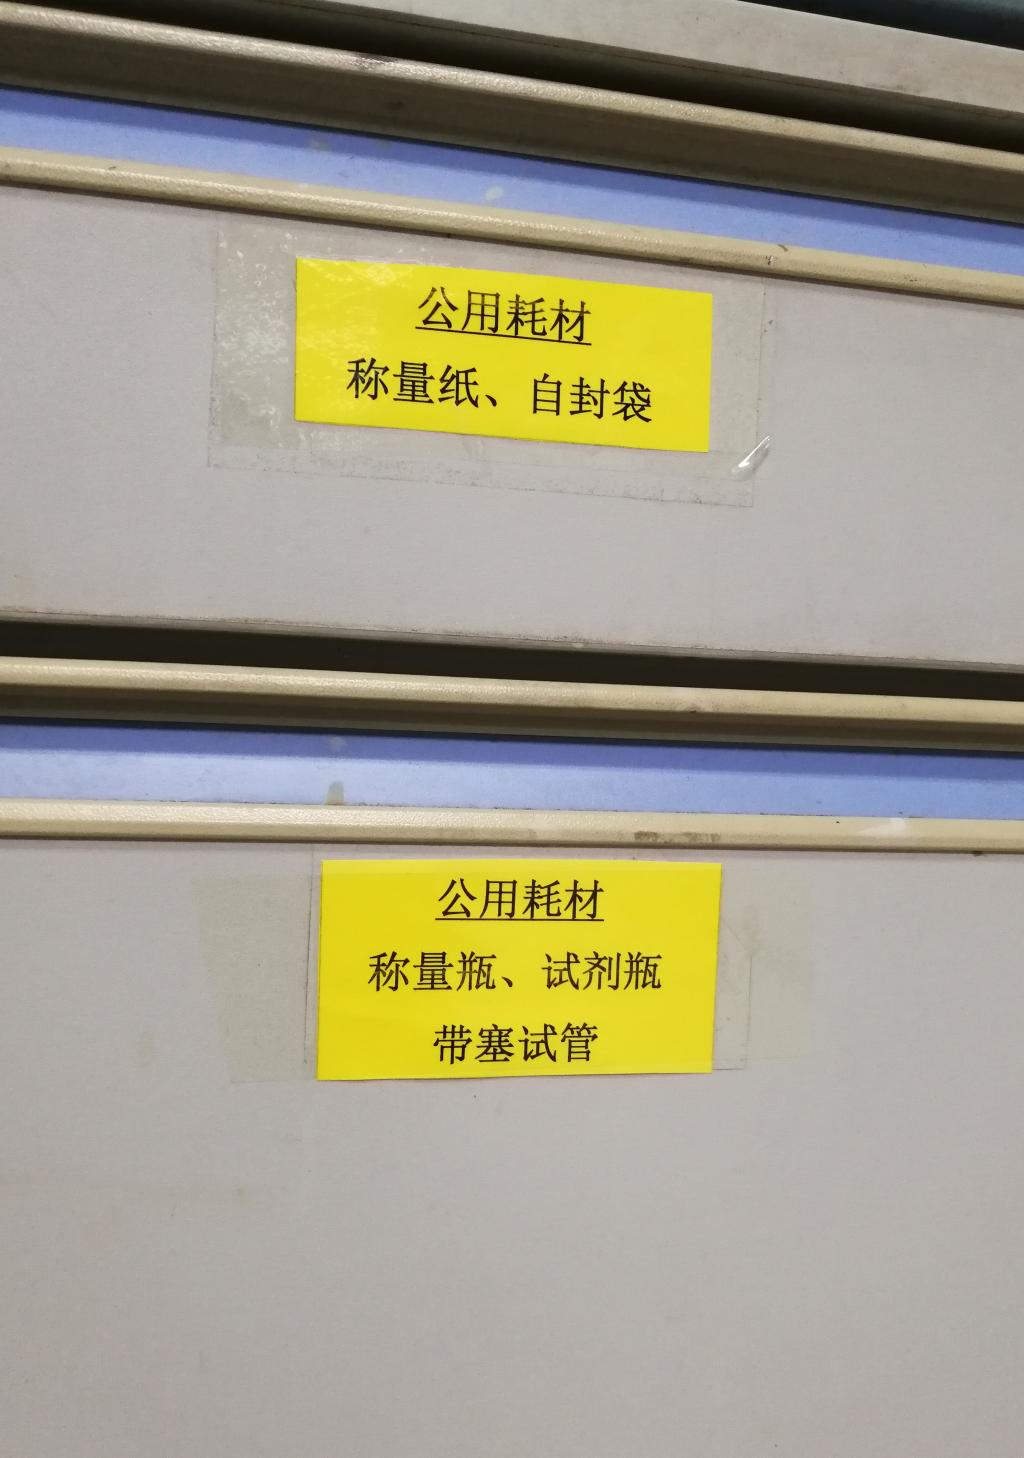 公用耗材
称量纸、自封袋
公用耗材
称量瓶、试剂瓶
带塞试管